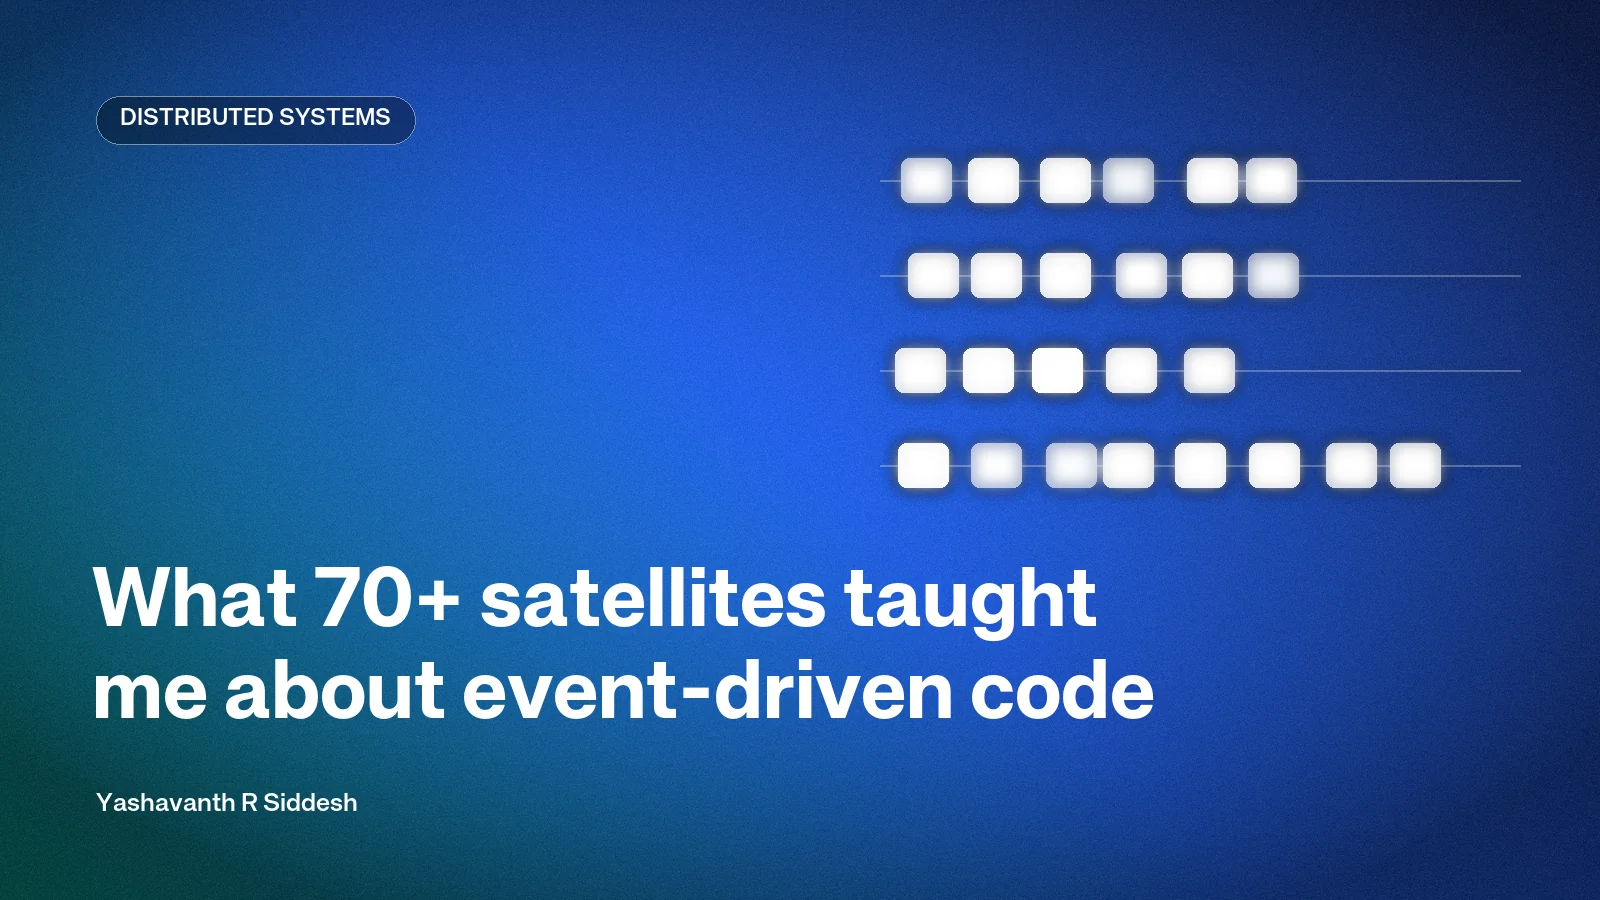 DISTRIBUTED SYSTEMS
What 70+ satellites taught
me about event-driven code
Yashavanth R Siddesh